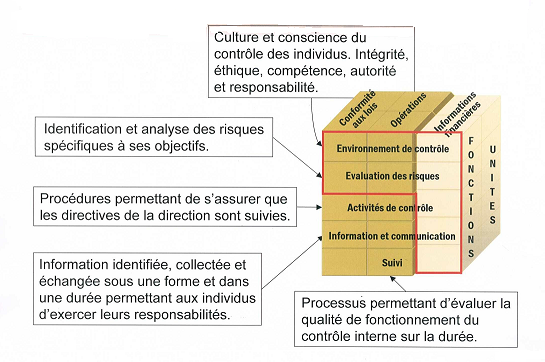 Culture et conscience du
contrôle des individus. Intégrité,
éthique, compétence, autorité
et responsabilité.
Identification et analyse des risques
spécifiques à ses objectifs.
Procédures permettant de s'assurer que
les directives de la direction sont suivies.
Information identifiée, collectée et
échangée sous une forme et dans
une durée permettant aux individus
d'exercer leurs responsabilités.
Conformité
aux lois
Opérations
Informations
financières
Environnement de contrôle
Evaluation des risques
Activités de contrôle
Information et communication
Suivi
FONCTIONS
UNITES
Processus permettant d'évaluer la
qualité de fonctionnement du
contrôle interne sur la durée.